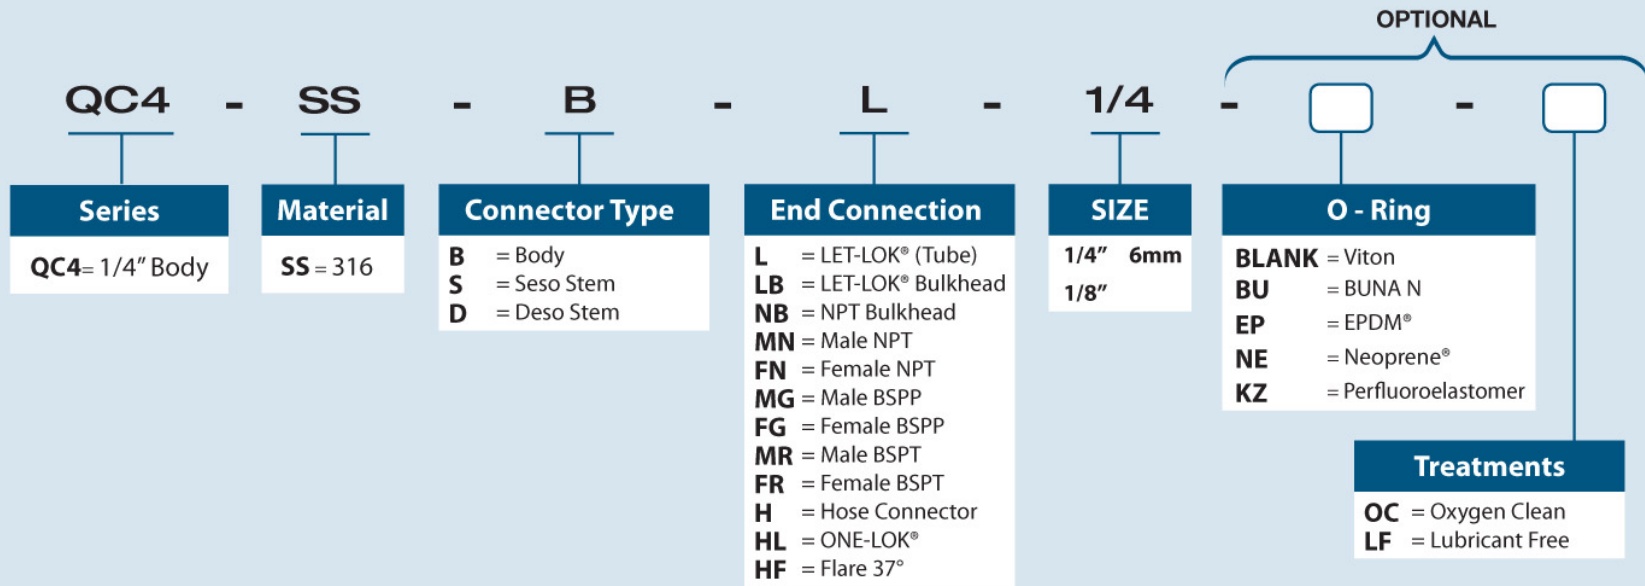 OPTIONAL
QC4 - SS - B - L - 1/4 - -
Series
QC4= 1/4” Body
Material
SS = 316
Connector Type
B = Body
S = Seso Stem
D = Deso Stem
End Connection
L = LET-LOK® (Tube)
LB = LET-LOK® Bulkhead
NB = NPT Bulkhead
MN = Male NPT
FN = Female NPT
MG = Male BSPP
FG = Female BSPP
MR = Male BSPT
FR = Female BSPT
H = Hose Connector
HL = ONE-LOK®
HF = Flare 37°
SIZE
1/4” 6mm
1/8”
O - Ring
BLANK = Viton
BU = BUNA N
EP = EPDM®
NE = Neoprene®
KZ = Perfluoroelastomer
Treatments
OC = Oxygen Clean
LF = Lubricant Free